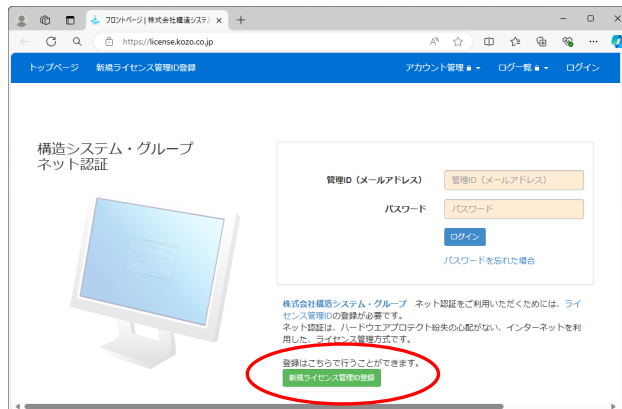 フロントページ | 株式会社構造システム
https://license.kozo.co.jp
トップページ 新規ライセンス管理ID登録 アカウント管理 ログ一覧 ログイン
構造システム・グループ
ネット認証
管理ID（メールアドレス） 管理ID（メールアドレス）
パスワード パスワード
ログイン
パスワードを忘れた場合
株式会社構造システム・グループ ネット認証をご利用いただくためには、ライ
センス管理IDの登録が必要です。
ネット認証は、ハードウエアプロテクト紛失の心配がない、インターネットを利
用した、ライセンス管理方式です。
登録はこちらで行うことができます。
新規ライセンス管理ID登録